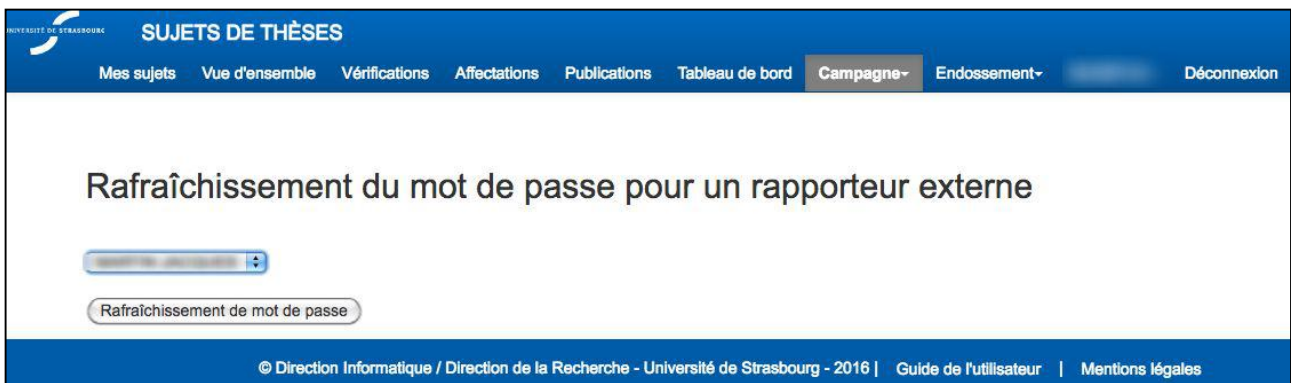 UNIVERSITÉ DE STRASBOURG
SUJETS DE THÈSES
Mes sujets Vue d'ensemble Vérifications Affectations Publications Tableau de bord Campagne Endossement Déconnexion
Rafraîchissement du mot de passe pour un rapporteur externe
Rafraîchissement de mot de passe
© Direction Informatique / Direction de la Recherche - Université de Strasbourg - 2016 | Guide de l'utilisateur | Mentions légales